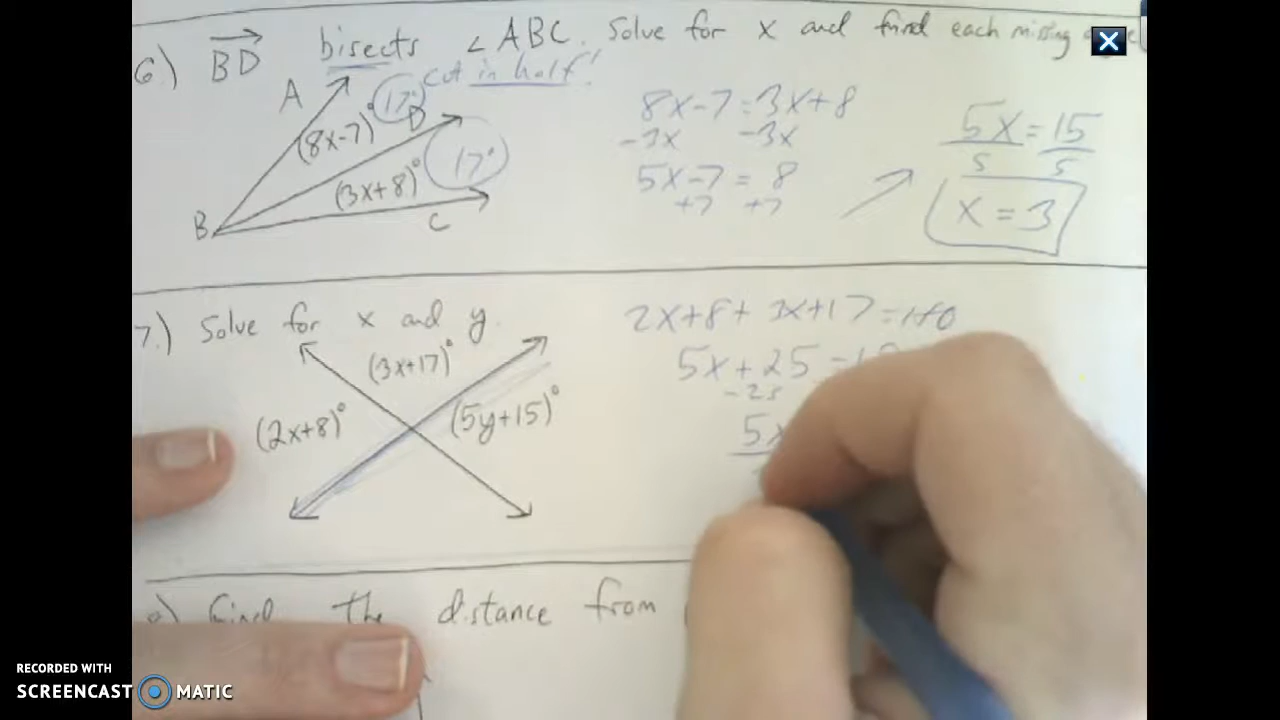 6.) BD bisects ∠ABC. Solve for x and find each missing
cut in half!
A
17°
D
(8x-7)°
17°
(3x+8)°
B
C
8x-7=3x+8
-3x -3x
5x-7 = 8
+7 +7
5x=15
5 5
x = 3
7.) Solve for x and y.
(3x+17)°
(2x+8)°
(5y+15)°
2x+8+ 3x+17 =180
5x+25
-25
5x
Find the distance from
RECORDED WITH
SCREENCAST MATIC